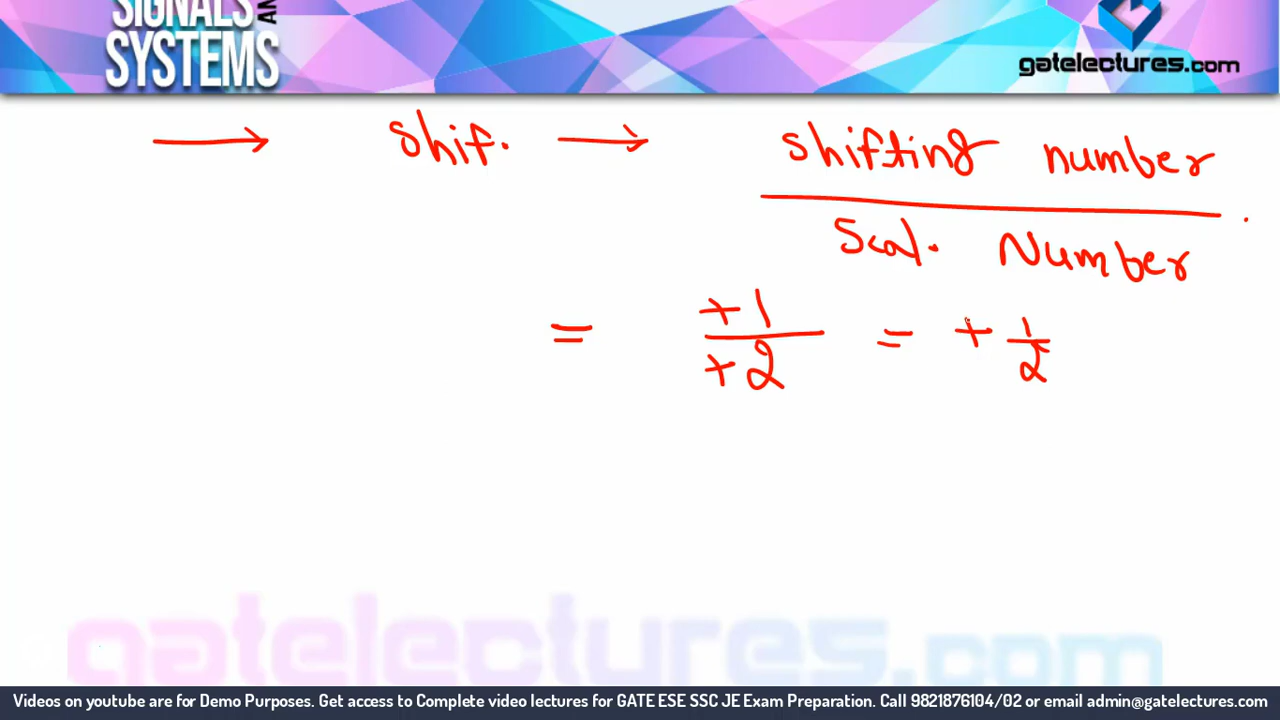 SIGNALS AND
SYSTEMS
gatelectures.com
→ Shif. → Shifting number
Scal. Number
= +1 / +2 = + 1/2
gatelectures.com
Videos on youtube are for Demo Purposes. Get access to Complete video lectures for GATE ESE SSC JE Exam Preparation. Call 9821876104/02 or email admin@gatelectures.com